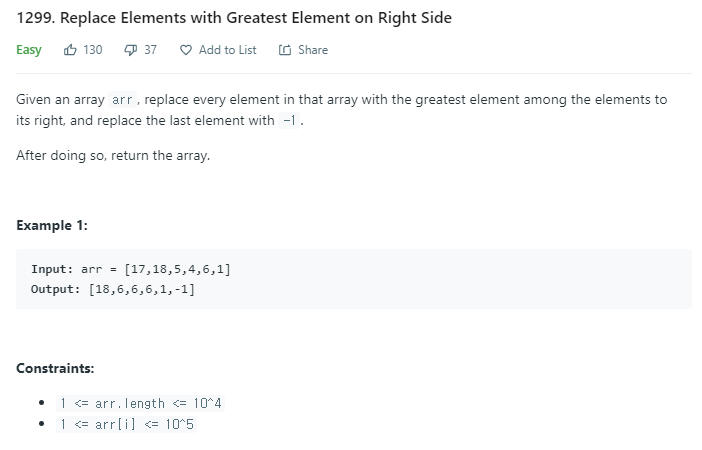 1299. Replace Elements with Greatest Element on Right Side
Easy 130 37 Add to List Share
Given an array arr , replace every element in that array with the greatest element among the elements to
its right, and replace the last element with -1 .
After doing so, return the array.
Example 1:
Input: arr = [17,18,5,4,6,1]
Output: [18,6,6,6,1,-1]
Constraints:
• 1 <= arr.length <= 10^4
• 1 <= arr[i] <= 10^5